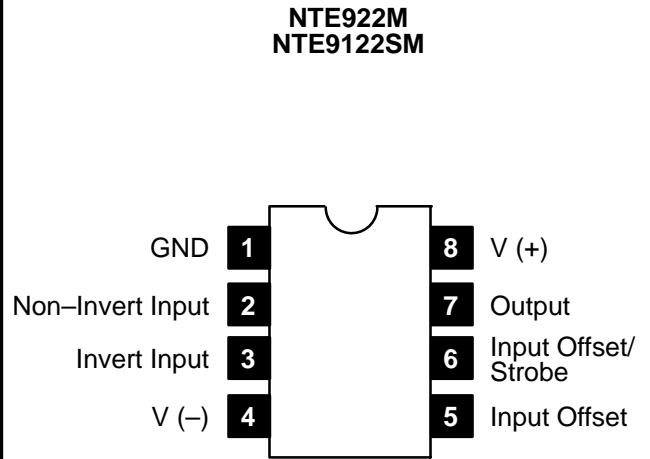 NTE922M
NTE9122SM
GND 1
Non–Invert Input 2
Invert Input 3
V (–) 4
8 V (+)
7 Output
6 Input Offset/
Strobe
5 Input Offset